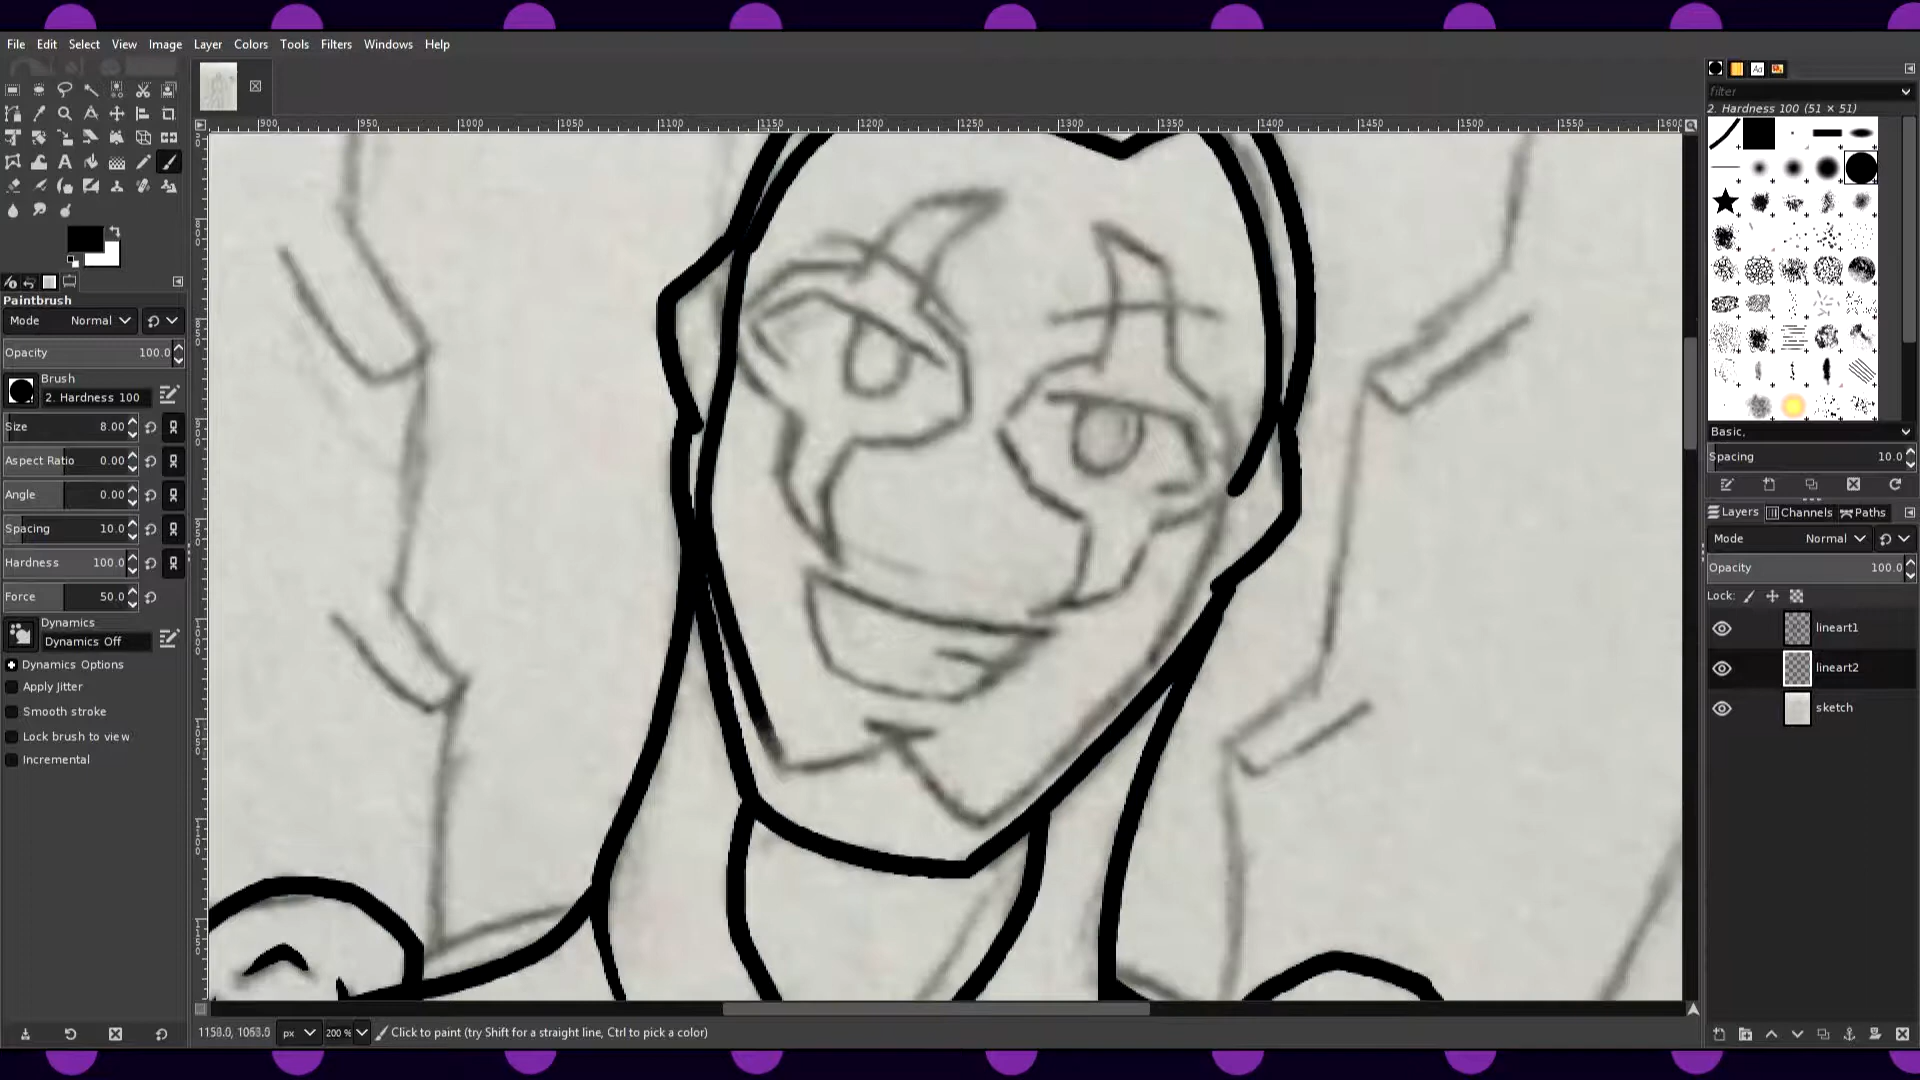 File Edit Select View Image Layer Colors Tools Filters Windows Help
filter
2. Hardness 100 (51 × 51)
900 950 1000 1050 1100 1150 1200 1250 1300 1350 1400 1450 1500 1550 1600
Paintbrush
Mode Normal
Opacity 100.0
Brush
2. Hardness 100
Size 8.00
Aspect Ratio 0.00
Angle 0.00
Spacing 10.0
Hardness 100.0
Force 50.0
Dynamics
Dynamics Off
Dynamics Options
Apply Jitter
Smooth stroke
Lock brush to view
Incremental
Basic,
Spacing 10.0
Layers Channels Paths
Mode Normal
Opacity 100.0
Lock:
lineart1
lineart2
sketch
px 200 % Click to paint (try Shift for a straight line, Ctrl to pick a color)